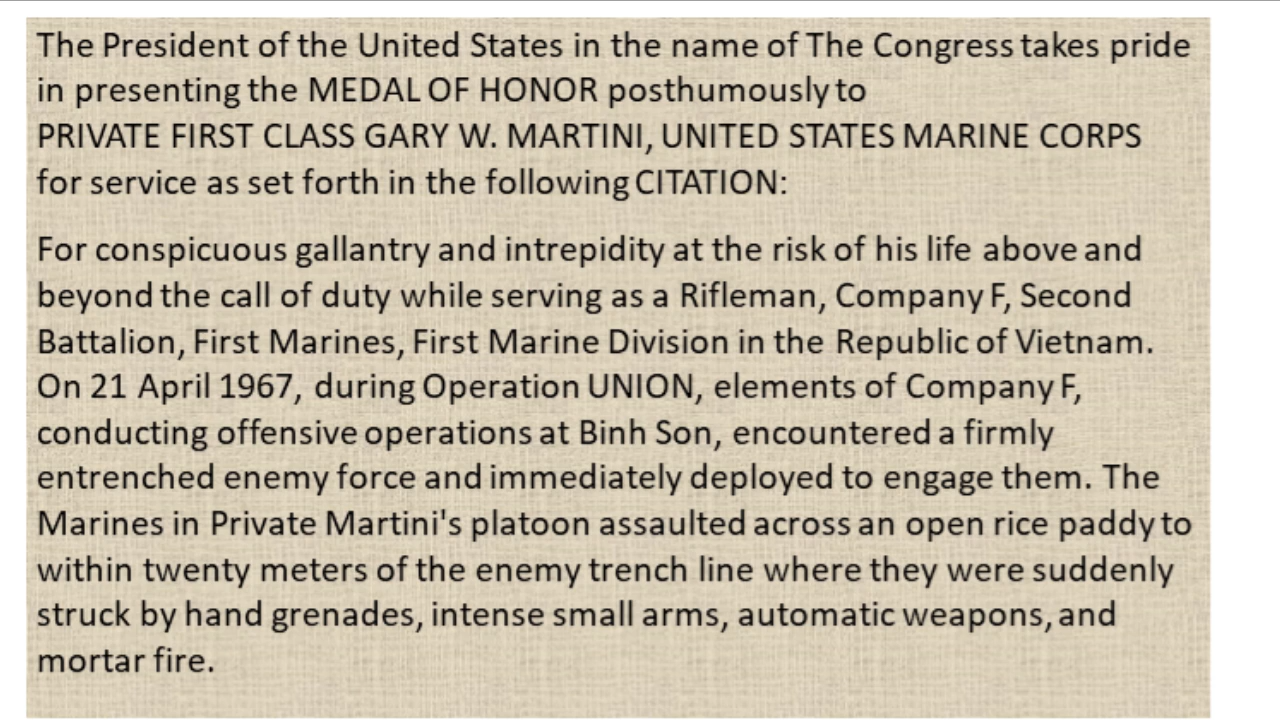 The President of the United States in the name of The Congress takes pride
in presenting the MEDAL OF HONOR posthumously to
PRIVATE FIRST CLASS GARY W. MARTINI, UNITED STATES MARINE CORPS
for service as set forth in the following CITATION:
For conspicuous gallantry and intrepidity at the risk of his life above and
beyond the call of duty while serving as a Rifleman, Company F, Second
Battalion, First Marines, First Marine Division in the Republic of Vietnam.
On 21 April 1967, during Operation UNION, elements of Company F,
conducting offensive operations at Binh Son, encountered a firmly
entrenched enemy force and immediately deployed to engage them. The
Marines in Private Martini's platoon assaulted across an open rice paddy to
within twenty meters of the enemy trench line where they were suddenly
struck by hand grenades, intense small arms, automatic weapons, and
mortar fire.